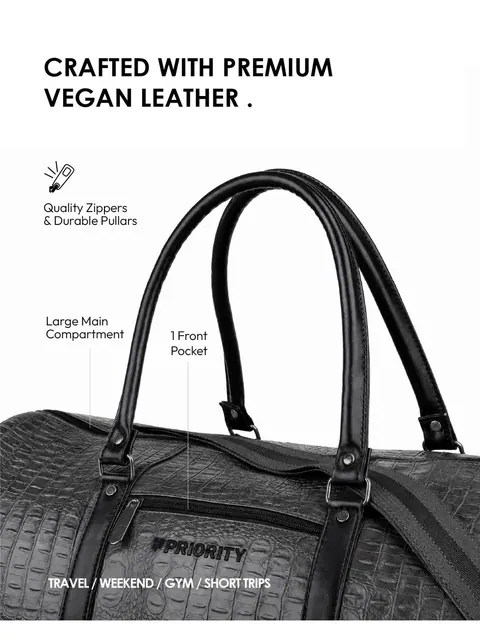 CRAFTED WITH PREMIUM
VEGAN LEATHER .
Quality Zippers
& Durable Pullars
Large Main
Compartment
1 Front
Pocket
PRIORITY
TRAVEL / WEEKEND / GYM / SHORT TRIPS